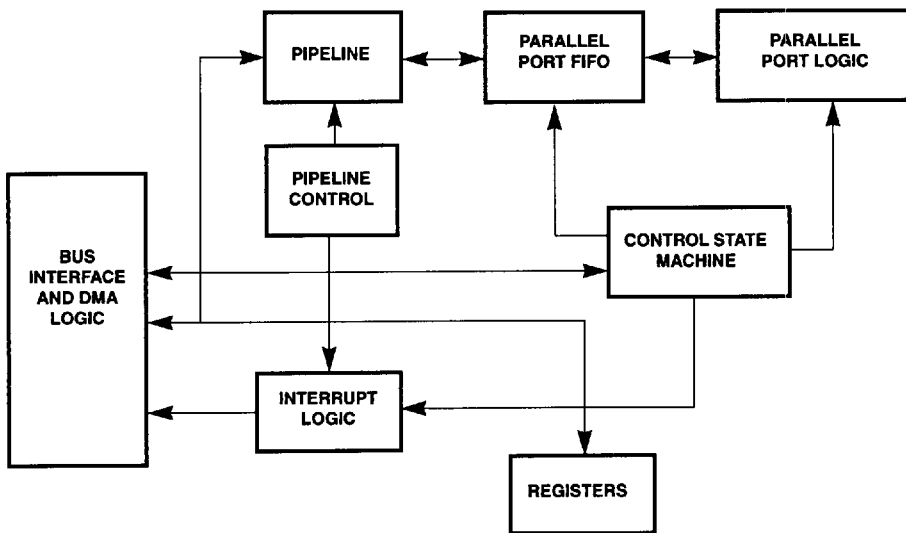 PIPELINE
PARALLEL
PORT FIFO
PARALLEL
PORT LOGIC
PIPELINE
CONTROL
BUS
INTERFACE
AND DMA
LOGIC
CONTROL STATE
MACHINE
INTERRUPT
LOGIC
REGISTERS